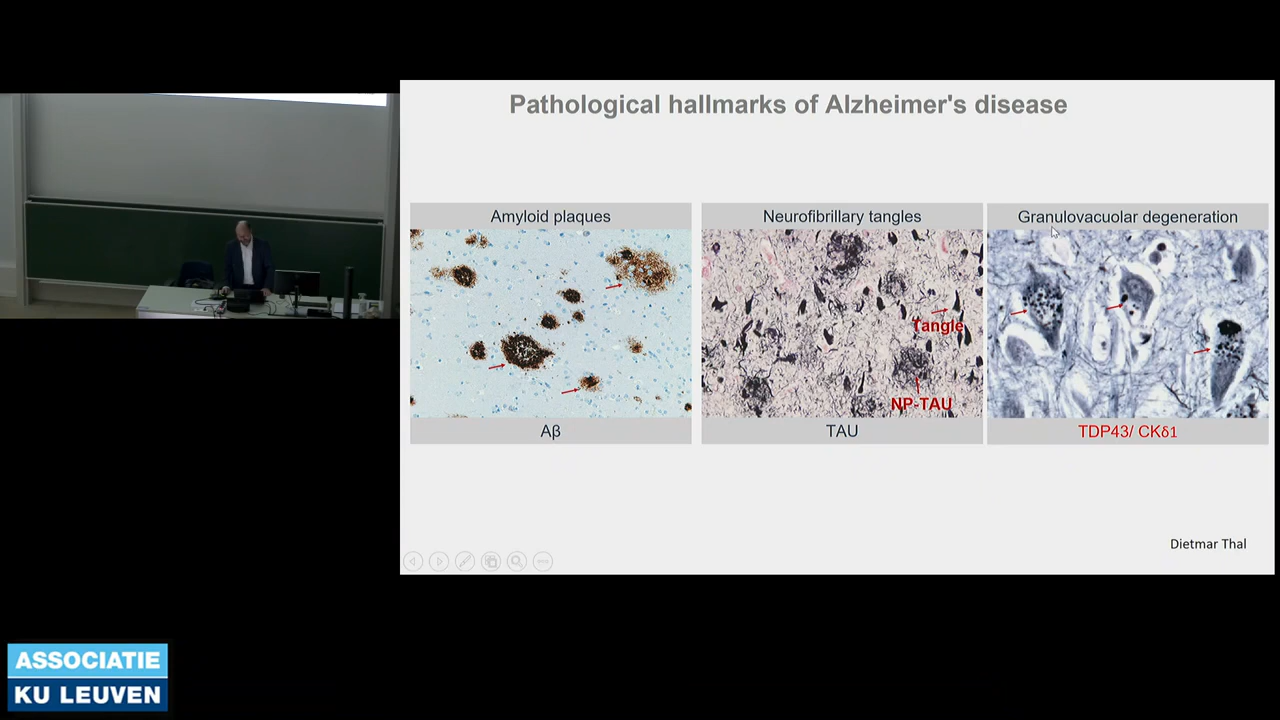 Pathological hallmarks of Alzheimer's disease
Amyloid plaques
Neurofibrillary tangles
Granulovacuolar degeneration
Tangle
NP-TAU
Aβ
TAU
TDP43/ CKδ1
Dietmar Thal
ASSOCIATIE
KU LEUVEN